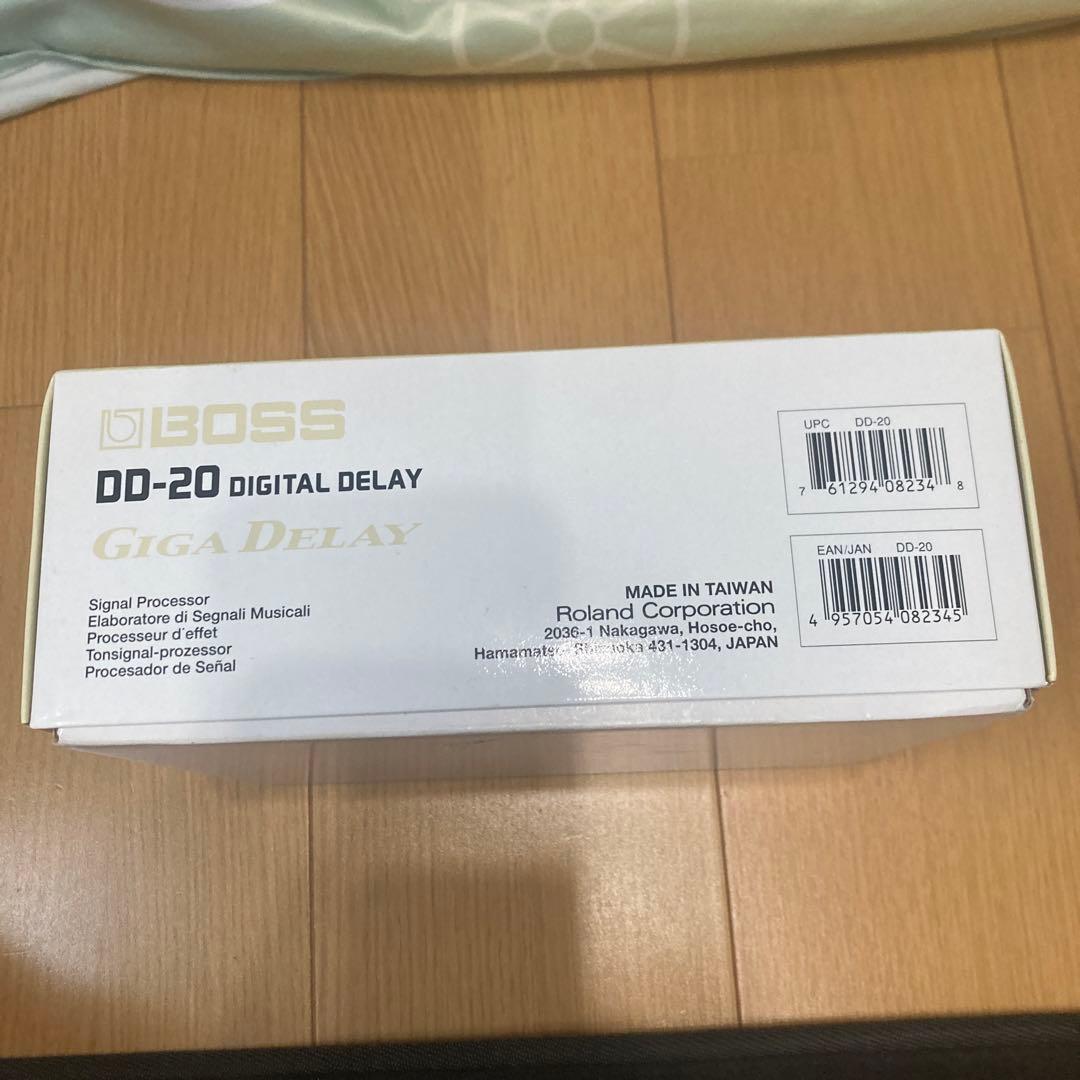 BOSS
DD-20 DIGITAL DELAY
GIGA DELAY
Signal Processor
Elaboratore di Segnali Musicali
Processeur d'effet
Tonsignal-prozessor
Procesador de Señal
MADE IN TAIWAN
Roland Corporation
2036-1 Nakagawa, Hosoe-cho,
431-1304, JAPAN
UPC DD-20
7 61294 08234 8
EAN/JAN DD-20
4 957054 082345